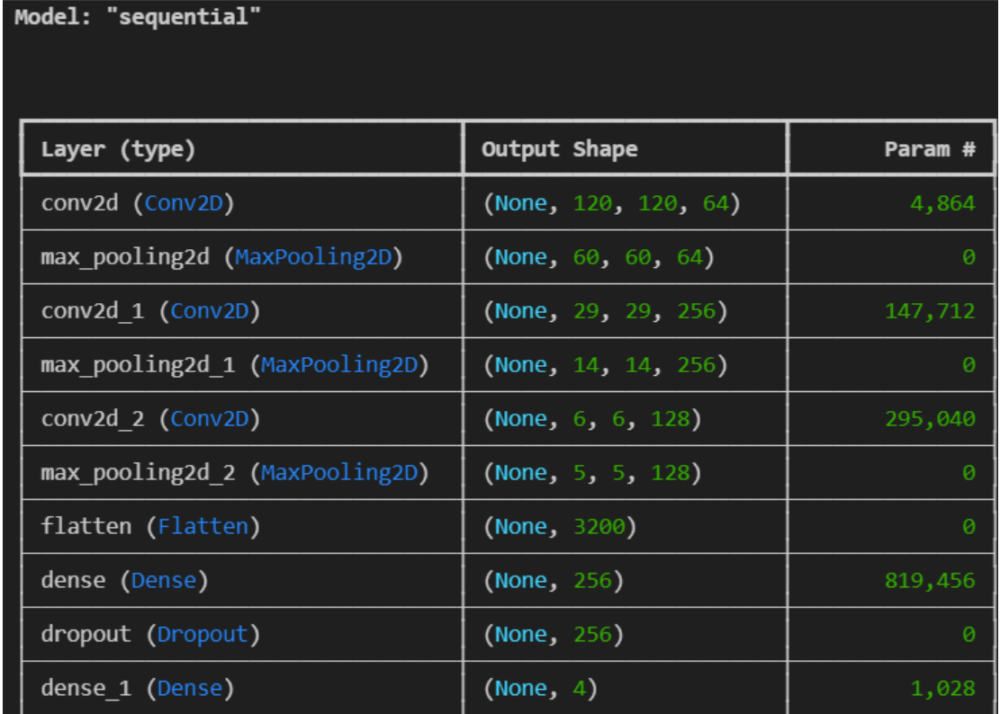 Model: "sequential"
Layer (type) Output Shape Param #
conv2d (Conv2D) (None, 120, 120, 64) 4,864
max_pooling2d (MaxPooling2D) (None, 60, 60, 64) 0
conv2d_1 (Conv2D) (None, 29, 29, 256) 147,712
max_pooling2d_1 (MaxPooling2D) (None, 14, 14, 256) 0
conv2d_2 (Conv2D) (None, 6, 6, 128) 295,040
max_pooling2d_2 (MaxPooling2D) (None, 5, 5, 128) 0
flatten (Flatten) (None, 3200) 0
dense (Dense) (None, 256) 819,456
dropout (Dropout) (None, 256) 0
dense_1 (Dense) (None, 4) 1,028